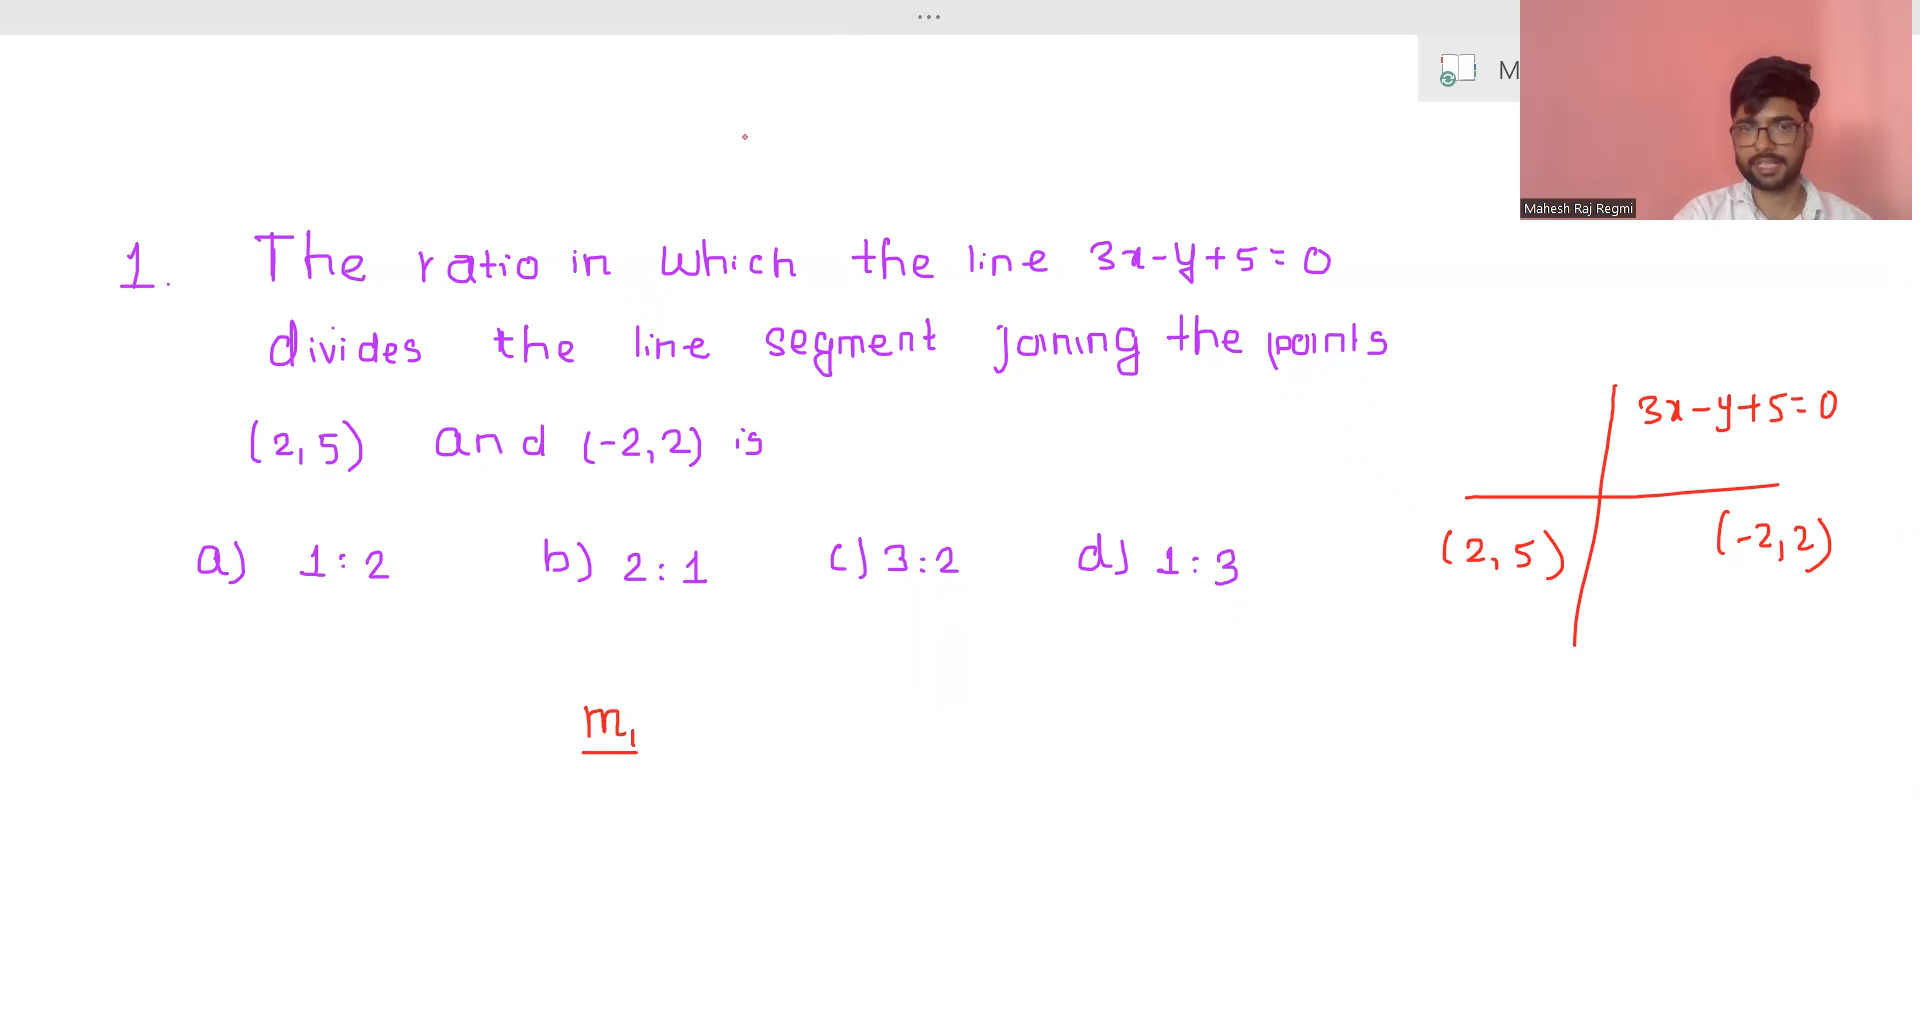 M
Mahesh Raj Regmi
1. The ratio in which the line 3x-y+5=0
divides the line segment joining the points
(2,5) and (-2,2) is
3x-y+5=0
(2,5) (-2,2)
a) 1:2 b) 2:1 c) 3:2 d) 1:3
m₁